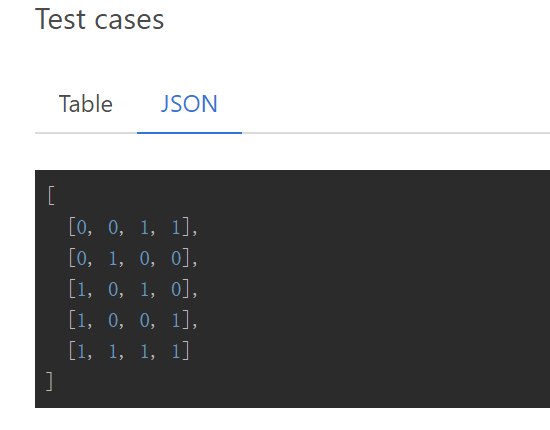 Test cases
Table JSON
[
[0, 0, 1, 1],
[0, 1, 0, 0],
[1, 0, 1, 0],
[1, 0, 0, 1],
[1, 1, 1, 1]
]